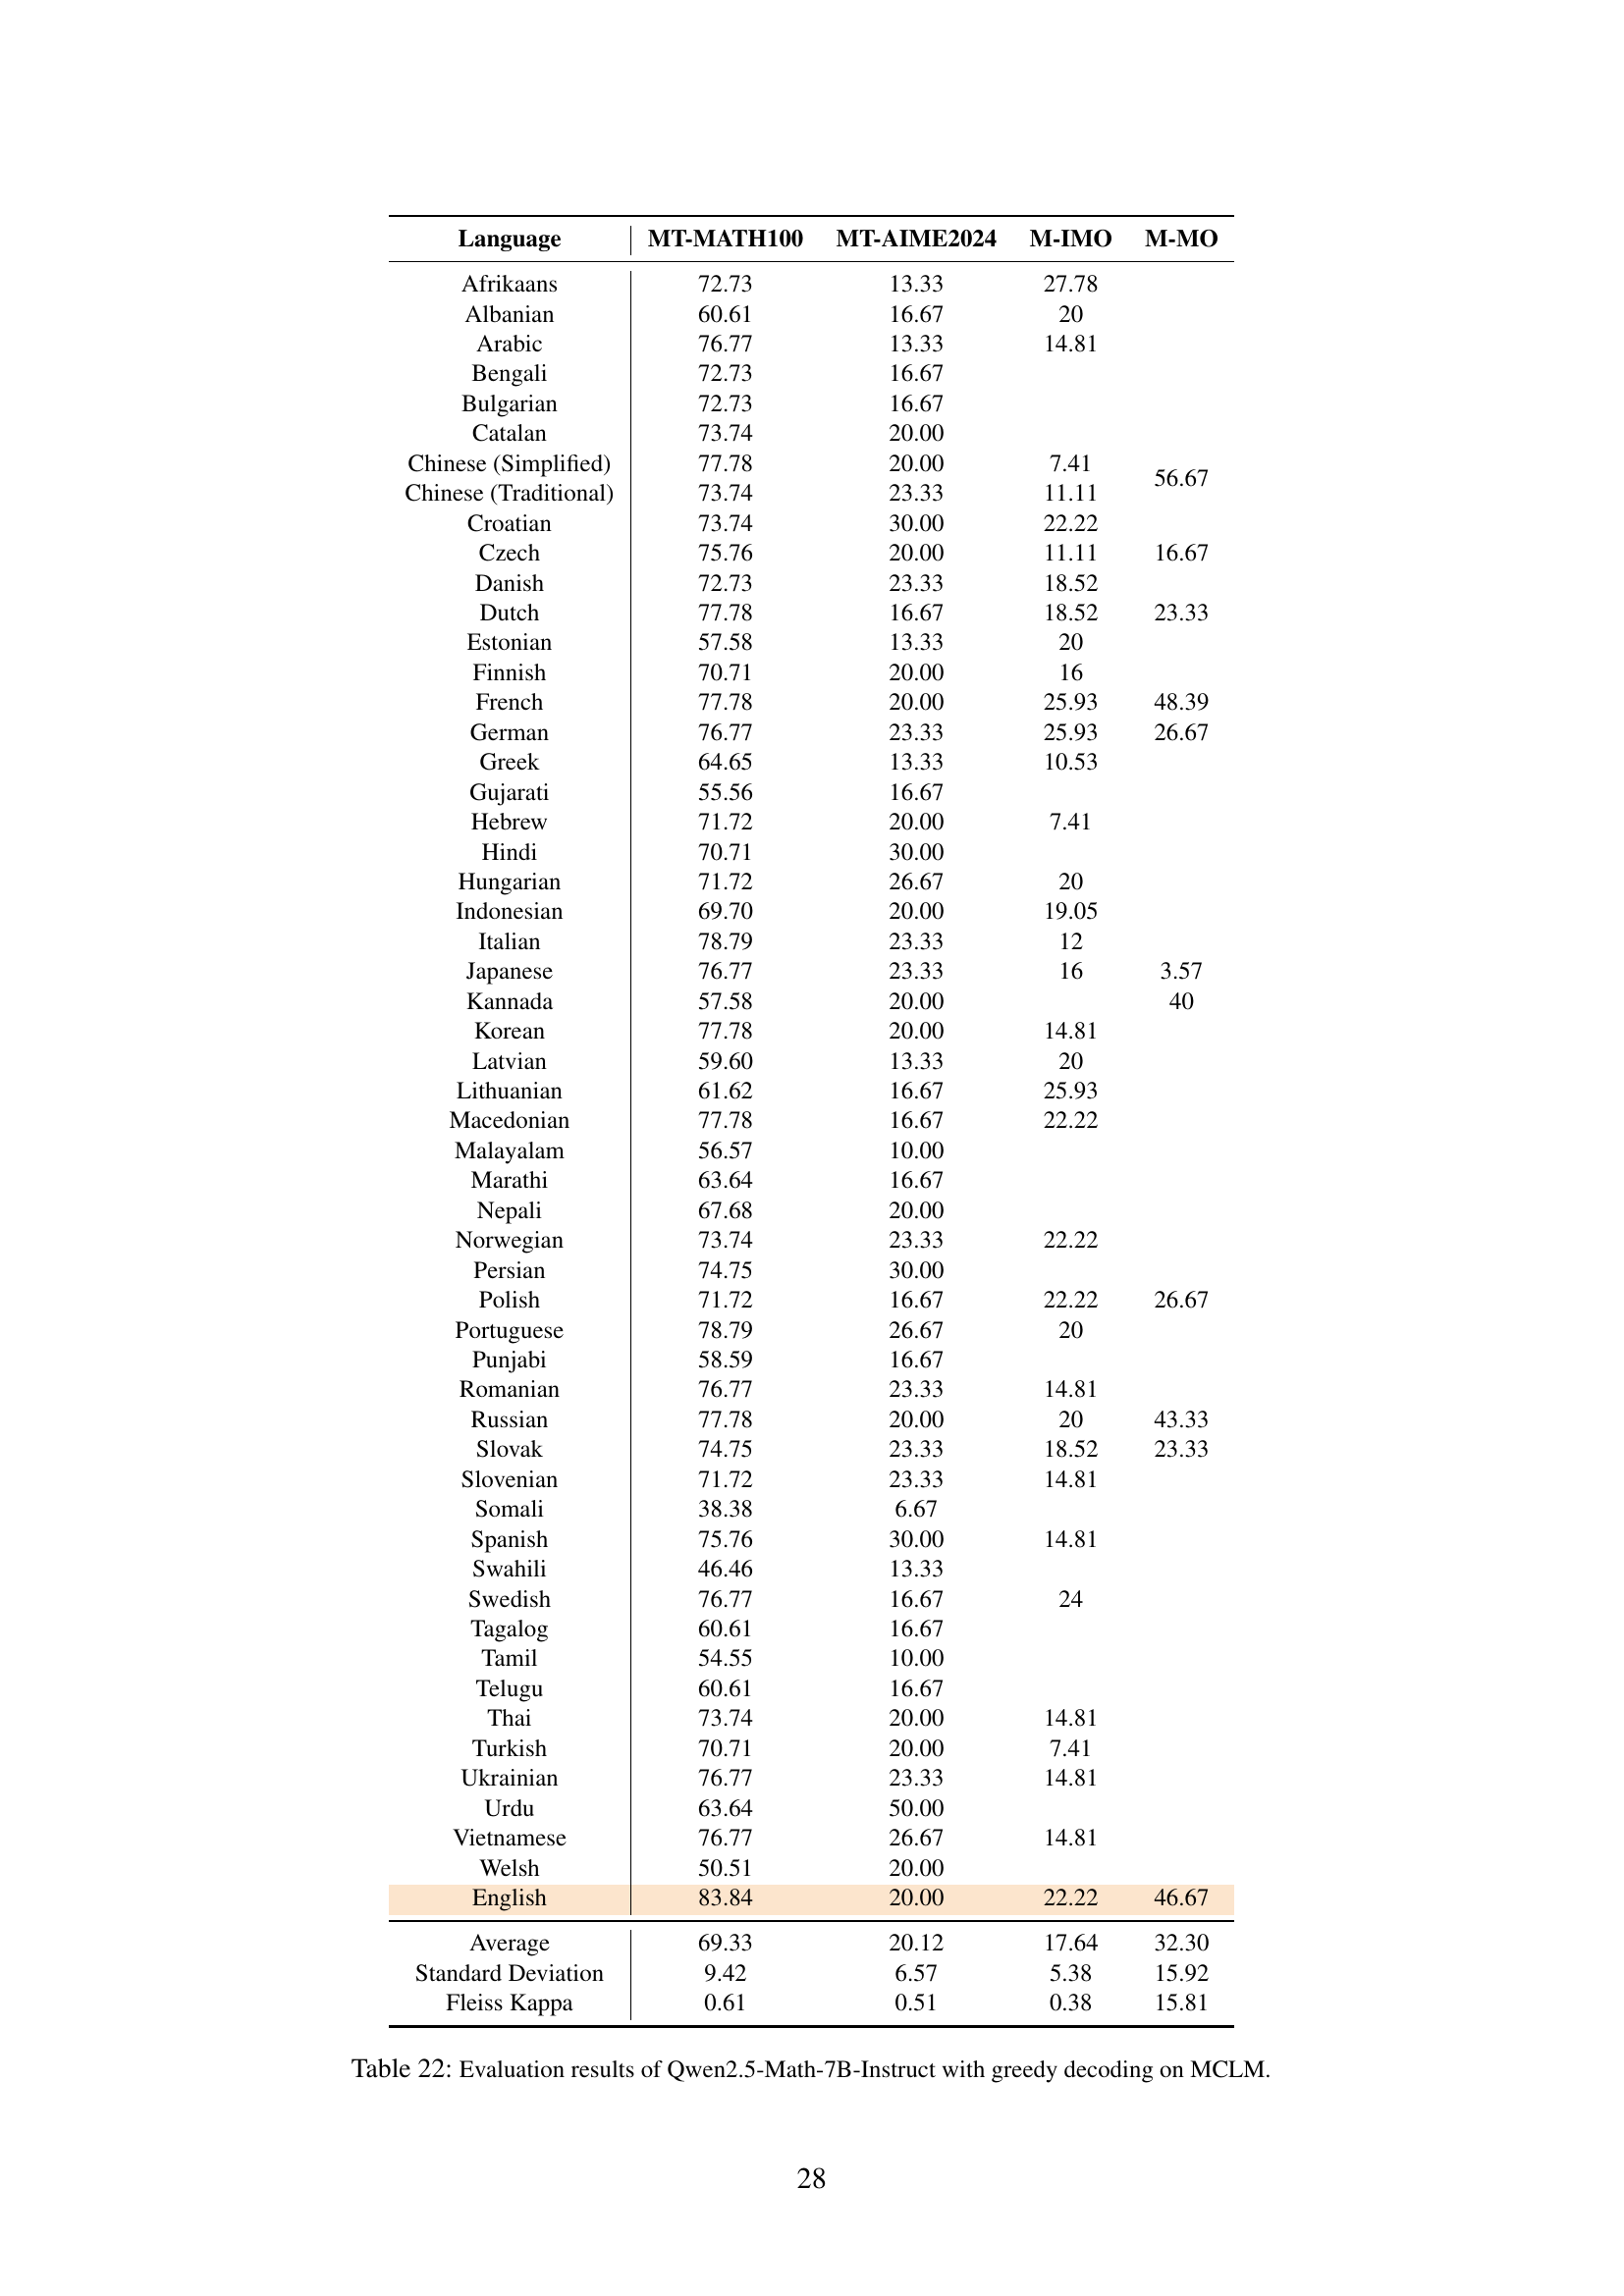 Language MT-MATH100 MT-AIME2024 M-IMO M-MO
Afrikaans 72.73 13.33 27.78
Albanian 60.61 16.67 20
Arabic 76.77 13.33 14.81
Bengali 72.73 16.67
Bulgarian 72.73 16.67
Catalan 73.74 20.00
Chinese (Simplified) 77.78 20.00 7.41
56.67
Chinese (Traditional) 73.74 23.33 11.11
Croatian 73.74 30.00 22.22
Czech 75.76 20.00 11.11 16.67
Danish 72.73 23.33 18.52
Dutch 77.78 16.67 18.52 23.33
Estonian 57.58 13.33 20
Finnish 70.71 20.00 16
French 77.78 20.00 25.93 48.39
German 76.77 23.33 25.93 26.67
Greek 64.65 13.33 10.53
Gujarati 55.56 16.67
Hebrew 71.72 20.00 7.41
Hindi 70.71 30.00
Hungarian 71.72 26.67 20
Indonesian 69.70 20.00 19.05
Italian 78.79 23.33 12
Japanese 76.77 23.33 16 3.57
Kannada 57.58 20.00 40
Korean 77.78 20.00 14.81
Latvian 59.60 13.33 20
Lithuanian 61.62 16.67 25.93
Macedonian 77.78 16.67 22.22
Malayalam 56.57 10.00
Marathi 63.64 16.67
Nepali 67.68 20.00
Norwegian 73.74 23.33 22.22
Persian 74.75 30.00
Polish 71.72 16.67 22.22 26.67
Portuguese 78.79 26.67 20
Punjabi 58.59 16.67
Romanian 76.77 23.33 14.81
Russian 77.78 20.00 20 43.33
Slovak 74.75 23.33 18.52 23.33
Slovenian 71.72 23.33 14.81
Somali 38.38 6.67
Spanish 75.76 30.00 14.81
Swahili 46.46 13.33
Swedish 76.77 16.67 24
Tagalog 60.61 16.67
Tamil 54.55 10.00
Telugu 60.61 16.67
Thai 73.74 20.00 14.81
Turkish 70.71 20.00 7.41
Ukrainian 76.77 23.33 14.81
Urdu 63.64 50.00
Vietnamese 76.77 26.67 14.81
Welsh 50.51 20.00
English 83.84 20.00 22.22 46.67
Average 69.33 20.12 17.64 32.30
Standard Deviation 9.42 6.57 5.38 15.92
Fleiss Kappa 0.61 0.51 0.38 15.81
Table 22: Evaluation results of Qwen2.5-Math-7B-Instruct with greedy decoding on MCLM.
28